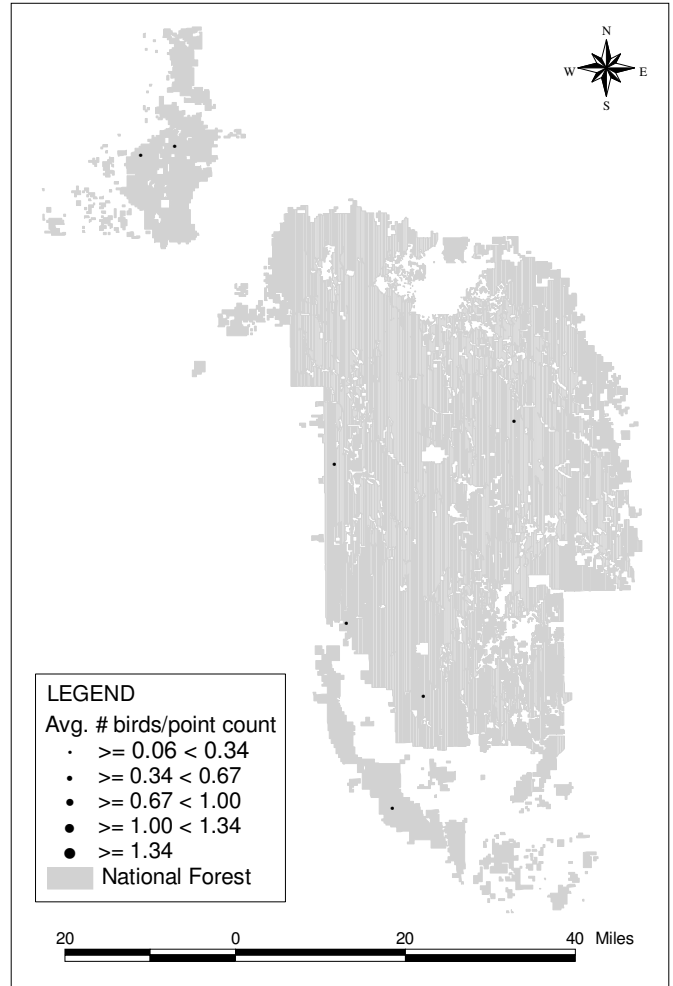 N
W E
S
LEGEND
Avg. # birds/point count
>= 0.06 < 0.34
>= 0.34 < 0.67
>= 0.67 < 1.00
>= 1.00 < 1.34
>= 1.34
National Forest
20 0 20 40 Miles